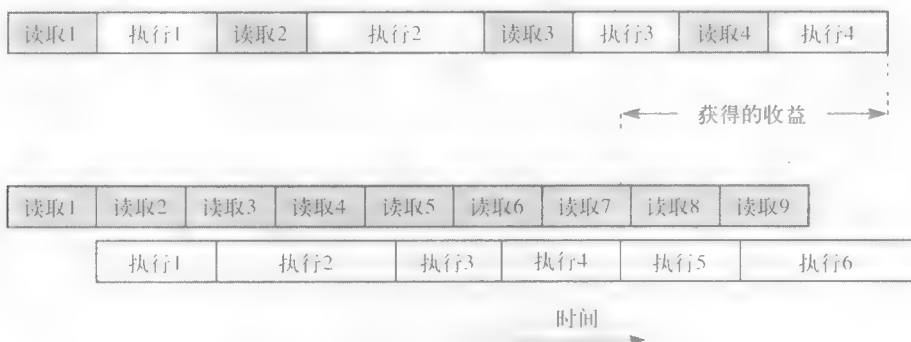 读取1 执行1 读取2 执行2 读取3 执行3 读取4 执行4
获得的收益
读取1 读取2 读取3 读取4 读取5 读取6 读取7 读取8 读取9
执行1 执行2 执行3 执行4 执行5 执行6
时间